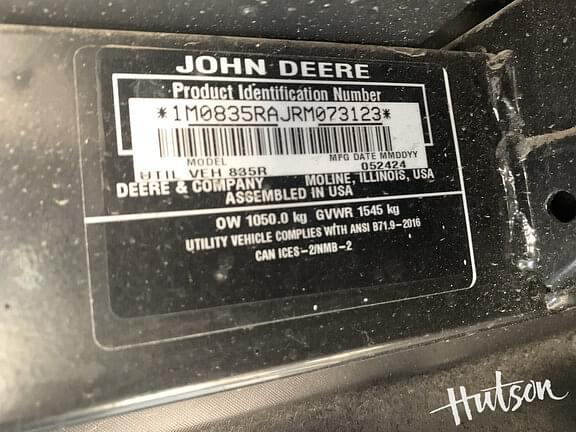 JOHN DEERE
Product Identification Number
*1M0835RAJRM073123*
MODEL MFG DATE MMDDYY
UTIL VEH 835R 052424
DEERE & COMPANY MOLINE, ILLINOIS, USA
ASSEMBLED IN USA
OW 1050.0 kg GVWR 1545 kg
UTILITY VEHICLE COMPLIES WITH ANSI B71.9-2016
CAN ICES-2/NMB-2
Hutson